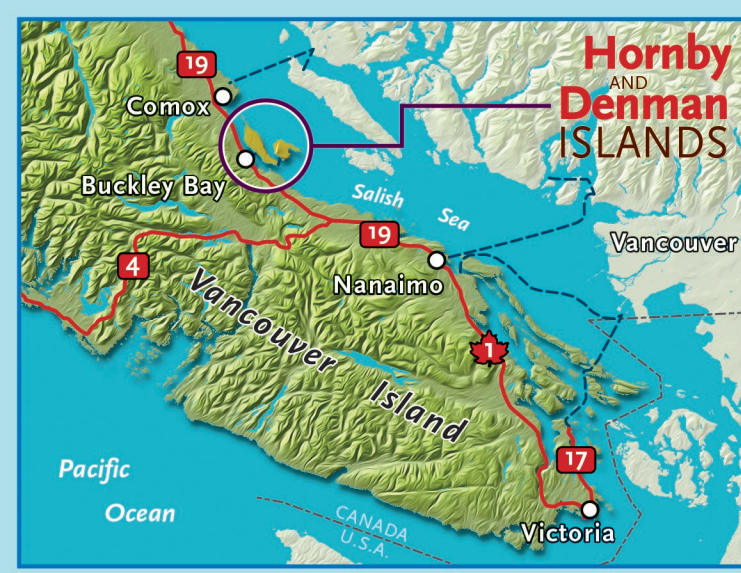 Hornby
AND
Denman
ISLANDS
19
Comox
Buckley Bay
Salish
Sea
19
Vancouver
4
Nanaimo
Vancouver Island
1
17
Pacific
Ocean
CANADA
U.S.A.
Victoria